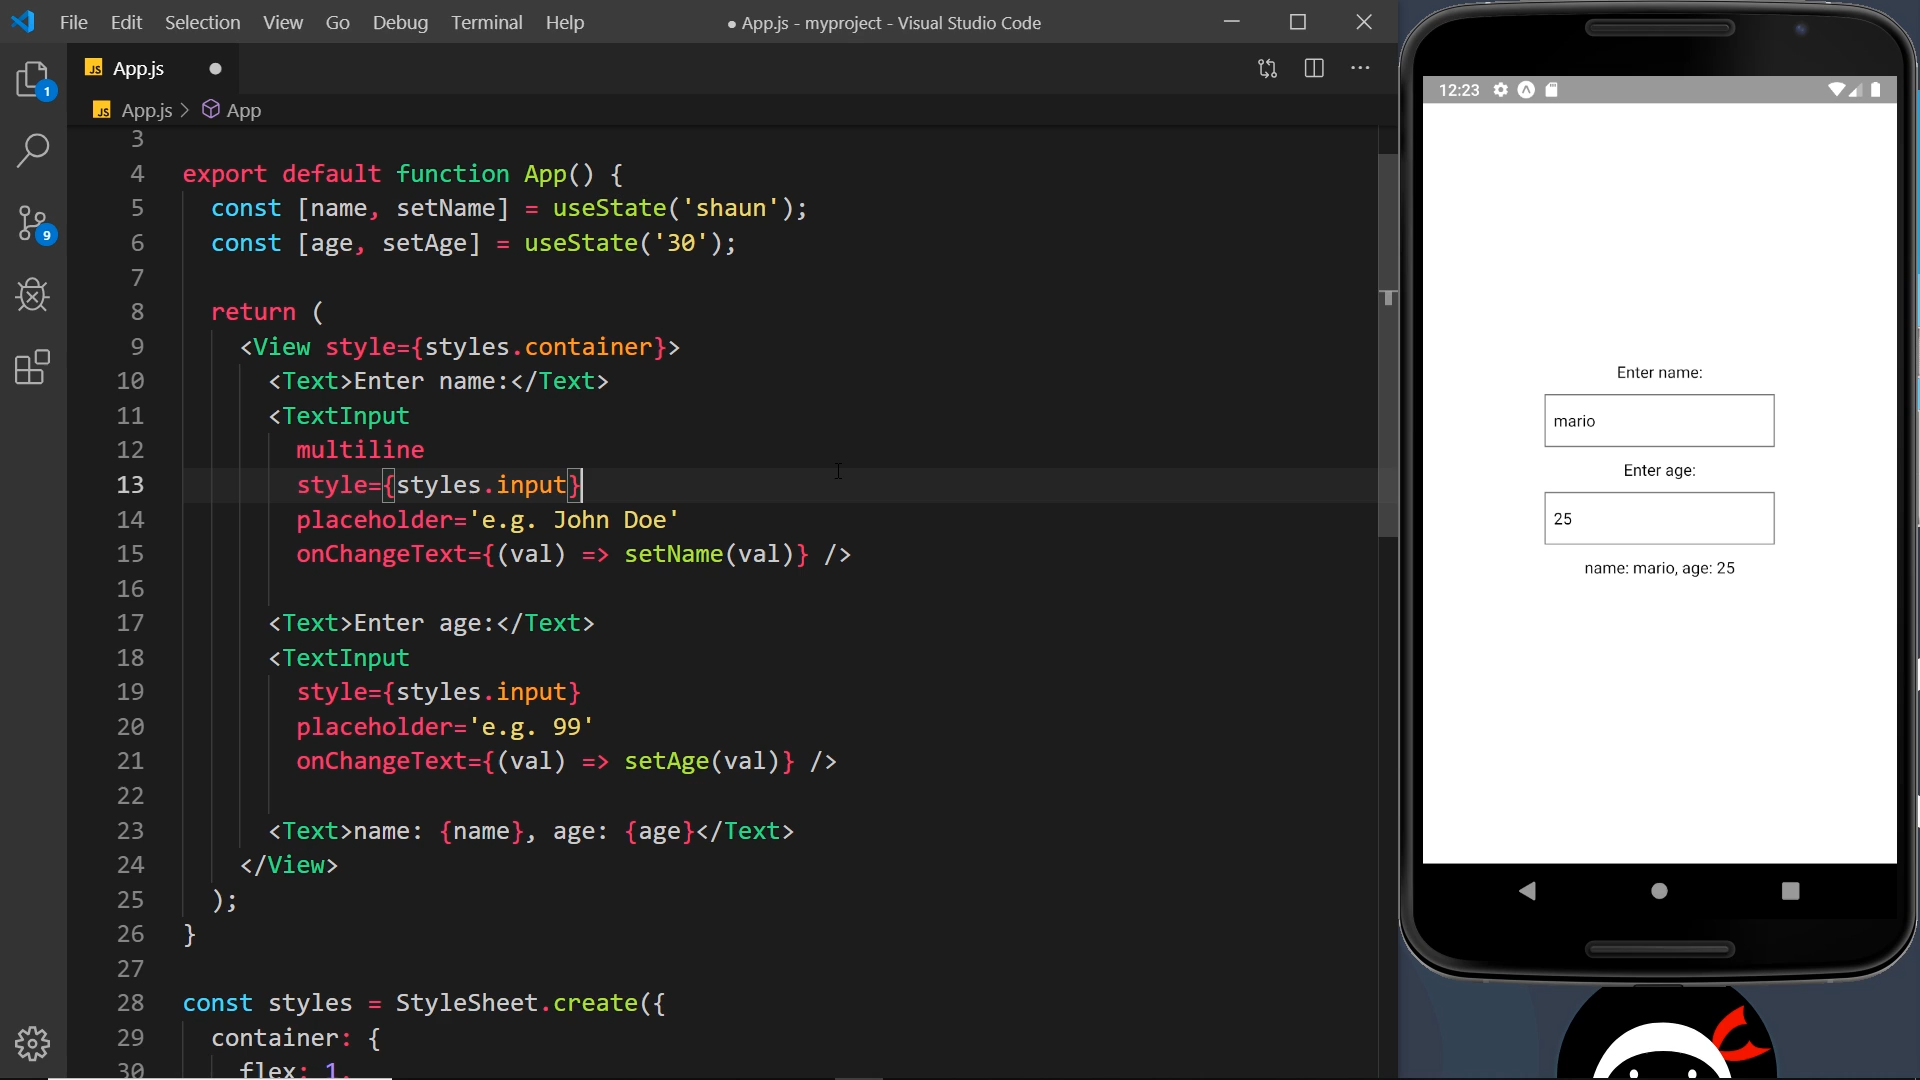 File Edit Selection View Go Debug Terminal Help
● App.js - myproject - Visual Studio Code
JS App.js ●
JS App.js > App
1
9
3
4 export default function App() {
5 const [name, setName] = useState('shaun');
6 const [age, setAge] = useState('30');
7
8 return (
9 <View style={styles.container}>
10 <Text>Enter name:</Text>
11 <TextInput
12 multiline
13 style={styles.input}
14 placeholder='e.g. John Doe'
15 onChangeText={(val) => setName(val)} />
16
17 <Text>Enter age:</Text>
18 <TextInput
19 style={styles.input}
20 placeholder='e.g. 99'
21 onChangeText={(val) => setAge(val)} />
22
23 <Text>name: {name}, age: {age}</Text>
24 </View>
25 );
26 }
27
28 const styles = StyleSheet.create({
29 container: {
30 flex: 1,
12:23
Enter name:
mario
Enter age:
25
name: mario, age: 25